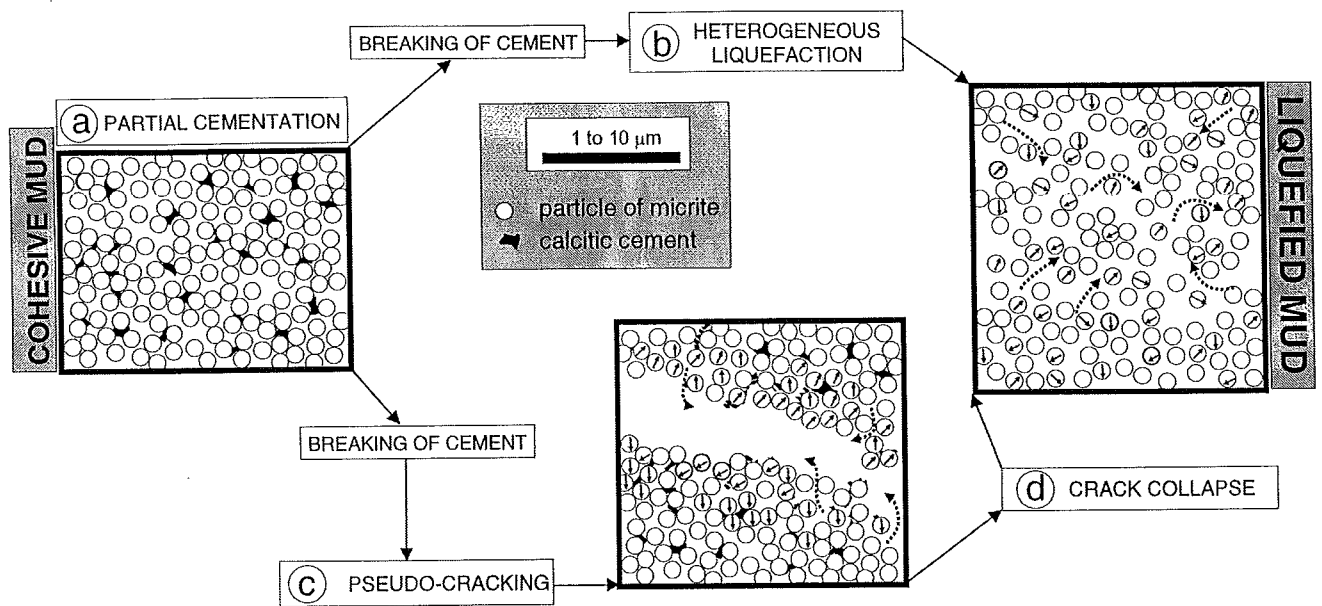 BREAKING OF CEMENT
b HETEROGENEOUS
LIQUEFACTION
a PARTIAL CEMENTATION
COHESIVE MUD
1 to 10 μm
particle of micrite
calcitic cement
LIQUEFIED MUD
BREAKING OF CEMENT
c PSEUDO-CRACKING
d CRACK COLLAPSE